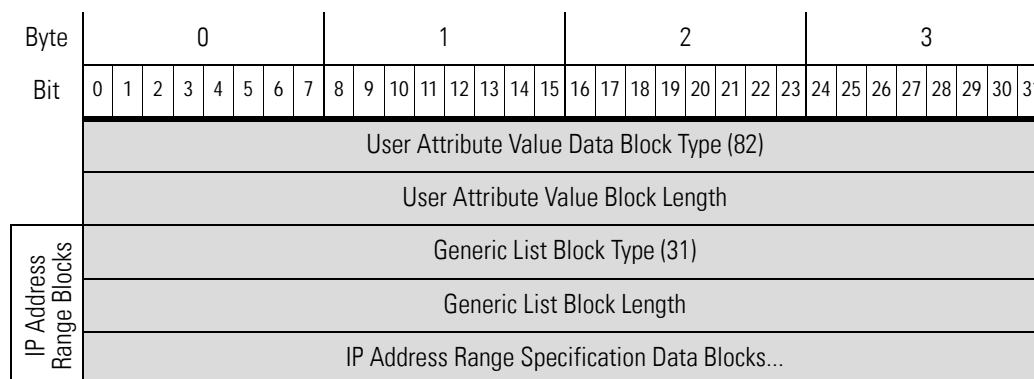 Byte 0 1 2 3
Bit 0 1 2 3 4 5 6 7 8 9 10 11 12 13 14 15 16 17 18 19 20 21 22 23 24 25 26 27 28 29 30 31
User Attribute Value Data Block Type (82)
User Attribute Value Block Length
IP Address
Range Blocks
Generic List Block Type (31)
Generic List Block Length
IP Address Range Specification Data Blocks...